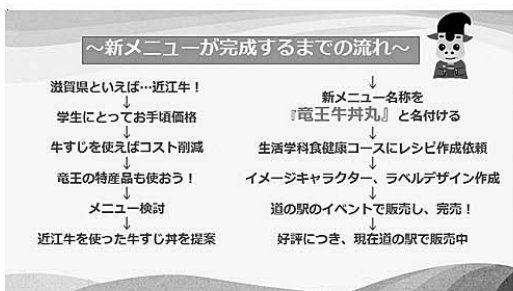 ～新メニューが完成するまでの流れ～
滋賀県といえば…近江牛！
↓
学生にとってお手頃価格
↓
牛すじを使えばコスト削減
↓
竜王の特産品も使おう！
↓
メニュー検討
↓
近江牛を使った牛すじ丼を提案
↓
新メニュー名称を
『竜王牛丼丸』と名付ける
↓
生活学科食健康コースにレシピ作成依頼
↓
イメージキャラクター、ラベルデザイン作成
↓
道の駅のイベントで販売し、完売！
↓
好評につき、現在道の駅で販売中